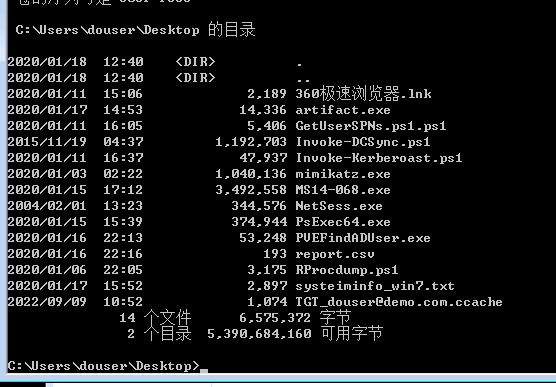 C:\Users\douser\Desktop 的目录
2020/01/18  12:40    <DIR>          .
2020/01/18  12:40    <DIR>          ..
2020/01/11  15:06             2,189 360极速浏览器.lnk
2020/01/17  14:53            14,336 artifact.exe
2020/01/11  16:05             5,406 GetUserSPNs.ps1.ps1
2015/11/19  04:37         1,192,703 Invoke-DCSync.ps1
2020/01/11  16:37            47,937 Invoke-Kerberoast.ps1
2020/01/03  02:22         1,040,136 mimikatz.exe
2020/01/15  17:12         3,492,558 MS14-068.exe
2004/02/01  13:23           344,576 NetSess.exe
2020/01/15  15:39           374,944 PsExec64.exe
2020/01/16  22:13            53,248 PVEFindADUser.exe
2020/01/16  22:16               193 report.csv
2020/01/06  22:05             3,175 RProcdump.ps1
2020/01/17  15:52             2,897 systeiminfo_win7.txt
2022/09/09  10:52             1,074 TGT_douser@demo.com.ccache
14 个文件      6,575,372 字节
2 个目录  5,390,684,160 可用字节
C:\Users\douser\Desktop>